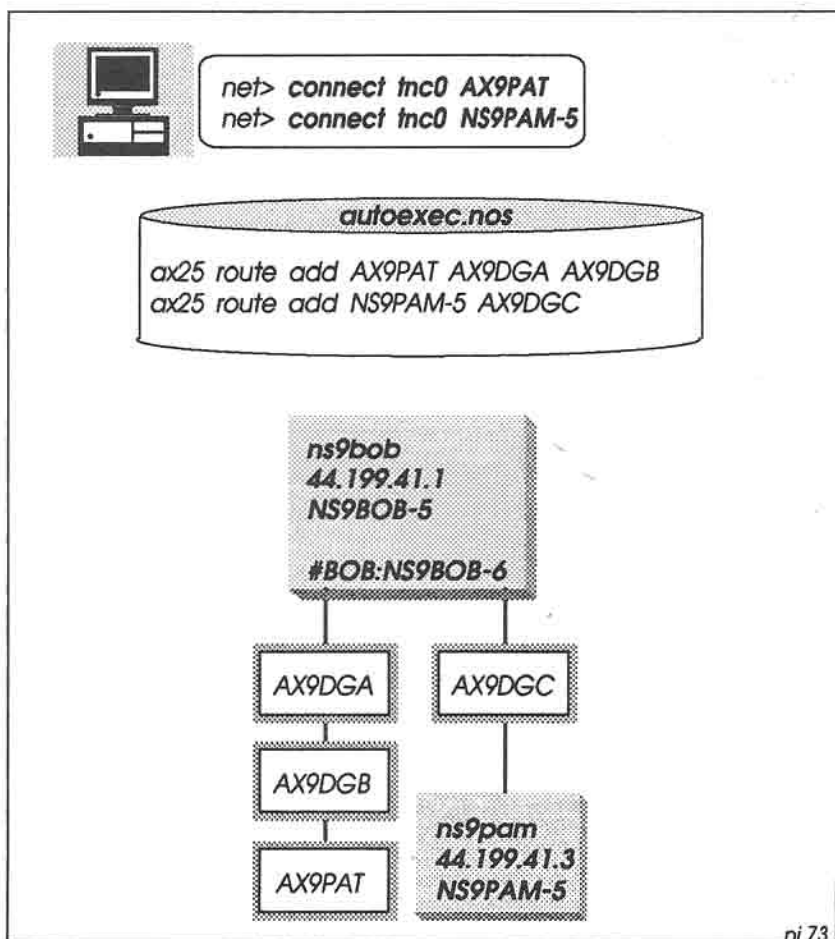 net> connect tnc0 AX9PAT
net> connect tnc0 NS9PAM-5
autoexec.nos
ax25 route add AX9PAT AX9DGA AX9DGB
ax25 route add NS9PAM-5 AX9DGC
ns9bob
44.199.41.1
NS9BOB-5
#BOB:NS9BOB-6
AX9DGA
AX9DGC
AX9DGB
AX9PAT
ns9pam
44.199.41.3
NS9PAM-5
pj 73